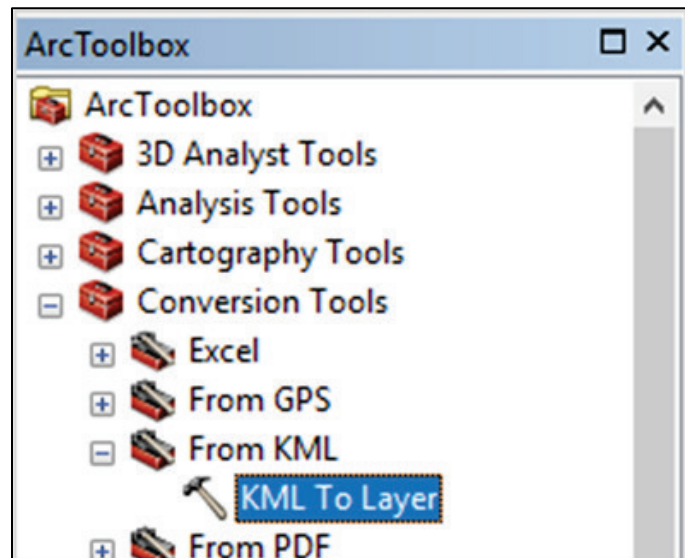 ArcToolbox
ArcToolbox
3D Analyst Tools
Analysis Tools
Cartography Tools
Conversion Tools
Excel
From GPS
From KML
KML To Layer
From PDF